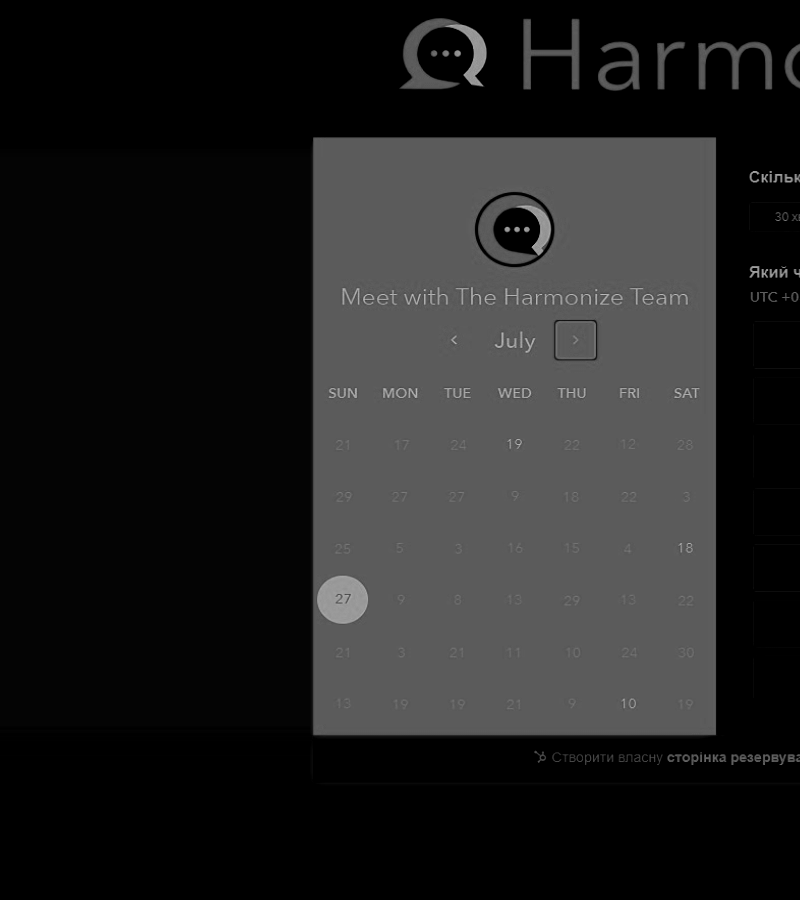 Harmo
Скільк
30 хв
Який ч
UTC +0
Meet with The Harmonize Team
July
SUN MON TUE WED THU FRI SAT
21 17 24 19 22 12 28
29 27 27 9 18 22 3
25 5 3 16 15 4 18
27 9 8 13 29 13 22
21 3 21 11 10 24 30
13 19 19 21 9 10 19
Створити власну сторінка резервува